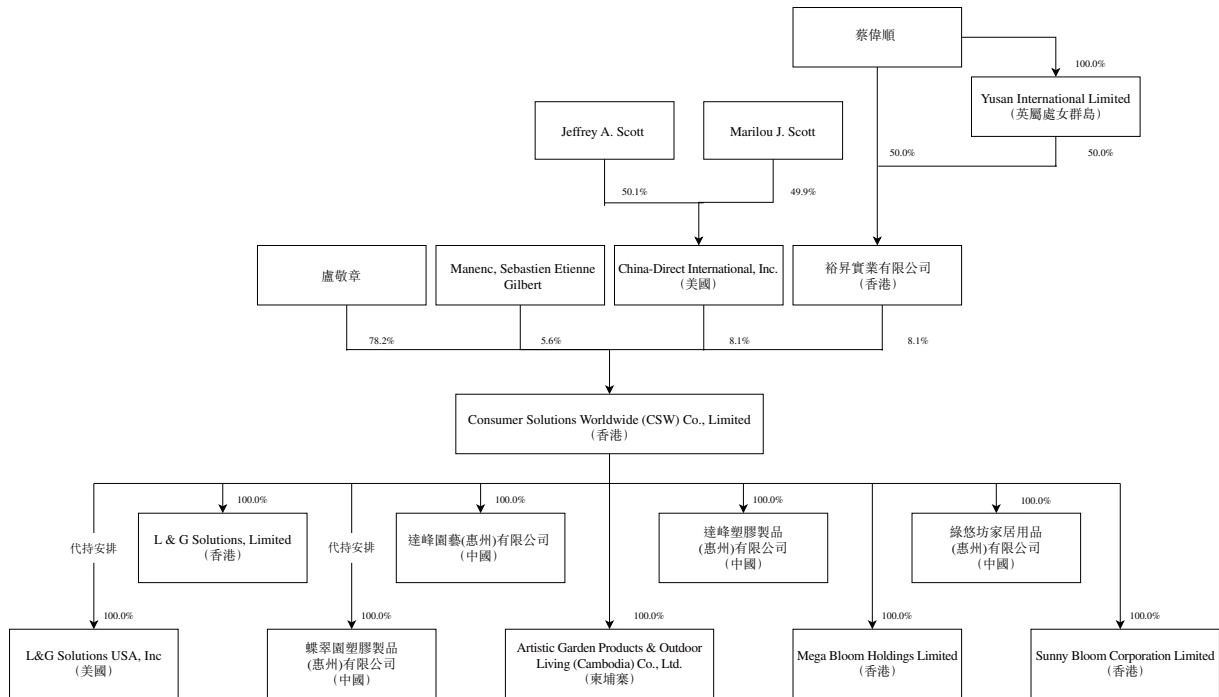 蔡偉順
100.0%
Yusan International Limited
（英屬處女群島）
Jeffrey A. Scott
Marilou J. Scott
50.0%
50.0%
50.1%
49.9%
盧敬章
Manenc, Sebastien Etienne
Gilbert
China-Direct International, Inc.
（美國）
裕昇實業有限公司
（香港）
78.2%
5.6%
8.1%
8.1%
Consumer Solutions Worldwide (CSW) Co., Limited
（香港）
100.0%
100.0%
100.0%
100.0%
代持安排
L & G Solutions, Limited
（香港）
代持安排
達峰園藝(惠州)有限公司
（中國）
達峰塑膠製品
(惠州)有限公司
（中國）
綠悠坊家居用品
(惠州)有限公司
（中國）
100.0%
100.0%
100.0%
100.0%
100.0%
L&G Solutions USA, Inc
（美國）
蝶翠園塑膠製品
(惠州)有限公司
（中國）
Artistic Garden Products & Outdoor
Living (Cambodia) Co., Ltd.
（柬埔寨）
Mega Bloom Holdings Limited
（香港）
Sunny Bloom Corporation Limited
（香港）